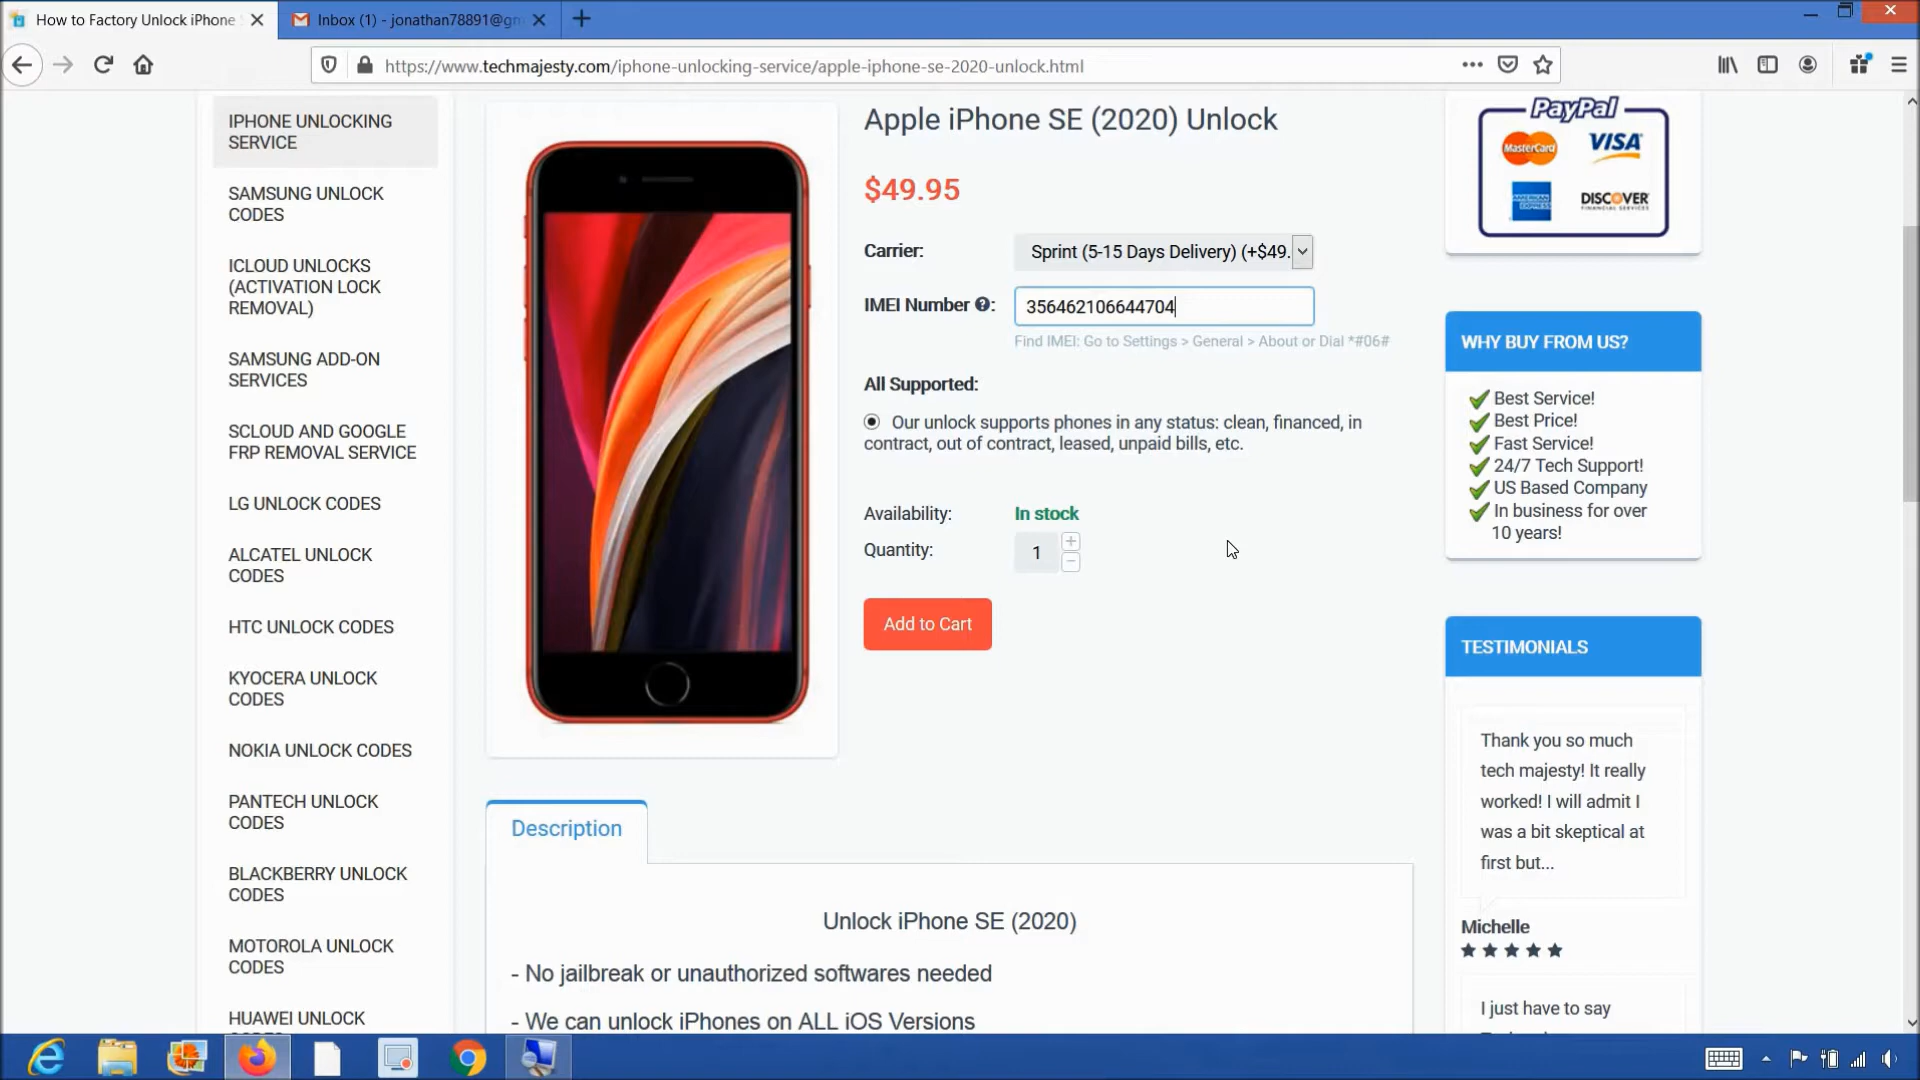 How to Factory Unlock iPhone
Inbox (1) - jonathan78891@gm
https://www.techmajesty.com/iphone-unlocking-service/apple-iphone-se-2020-unlock.html
IPHONE UNLOCKING
SERVICE
SAMSUNG UNLOCK
CODES
ICLOUD UNLOCKS
(ACTIVATION LOCK
REMOVAL)
SAMSUNG ADD-ON
SERVICES
SCLOUD AND GOOGLE
FRP REMOVAL SERVICE
LG UNLOCK CODES
ALCATEL UNLOCK
CODES
HTC UNLOCK CODES
KYOCERA UNLOCK
CODES
NOKIA UNLOCK CODES
PANTECH UNLOCK
CODES
BLACKBERRY UNLOCK
CODES
MOTOROLA UNLOCK
CODES
HUAWEI UNLOCK
Apple iPhone SE (2020) Unlock
$49.95
Carrier:
Sprint (5-15 Days Delivery) (+$49.
IMEI Number ?:
356462106644704
Find IMEI: Go to Settings > General > About or Dial *#06#
All Supported:
Our unlock supports phones in any status: clean, financed, in
contract, out of contract, leased, unpaid bills, etc.
Availability:
In stock
Quantity:
1
Add to Cart
Description
Unlock iPhone SE (2020)
- No jailbreak or unauthorized softwares needed
- We can unlock iPhones on ALL iOS Versions
PayPal
MasterCard
VISA
AMERICAN EXPRESS
DISCOVER
FINANCIAL SERVICES
WHY BUY FROM US?
Best Service!
Best Price!
Fast Service!
24/7 Tech Support!
US Based Company
In business for over
10 years!
TESTIMONIALS
Thank you so much
tech majesty! It really
worked! I will admit I
was a bit skeptical at
first but...
Michelle
I just have to say